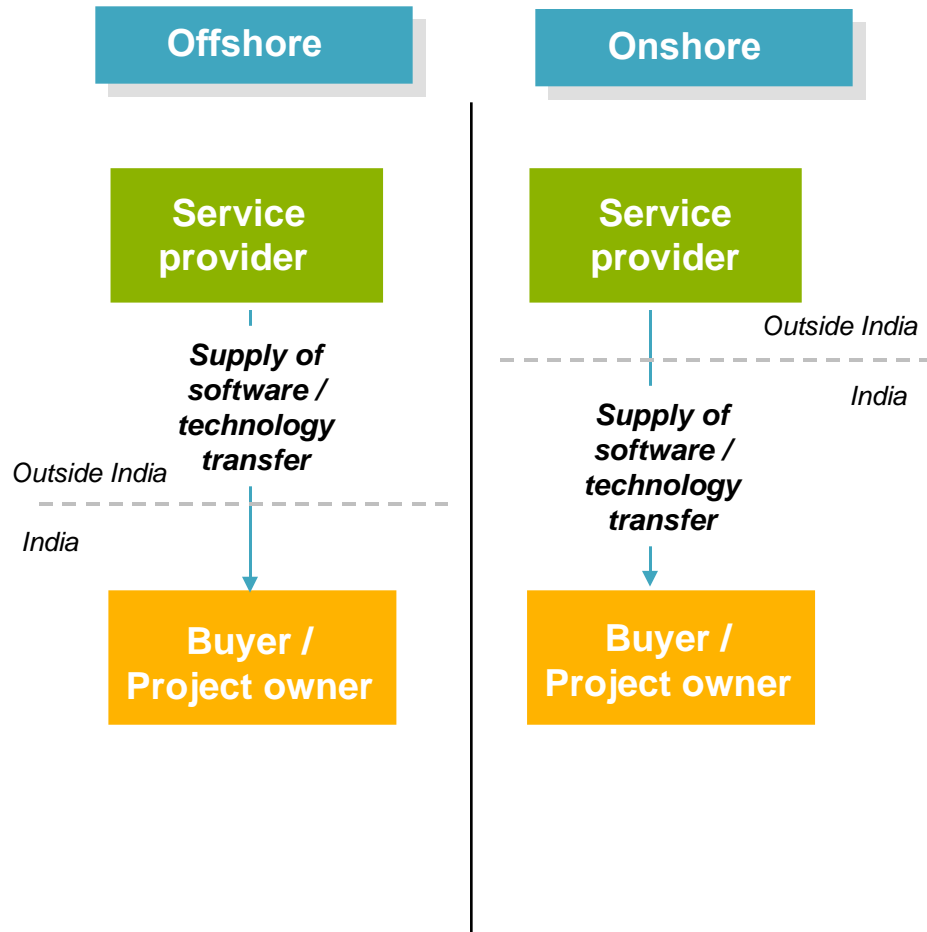 Offshore
Service
provider
Supply of
software /
technology
transfer
Outside India
India
Buyer /
Project owner
Onshore
Service
provider
Outside India
India
Supply of
software /
technology
transfer
Buyer /
Project owner